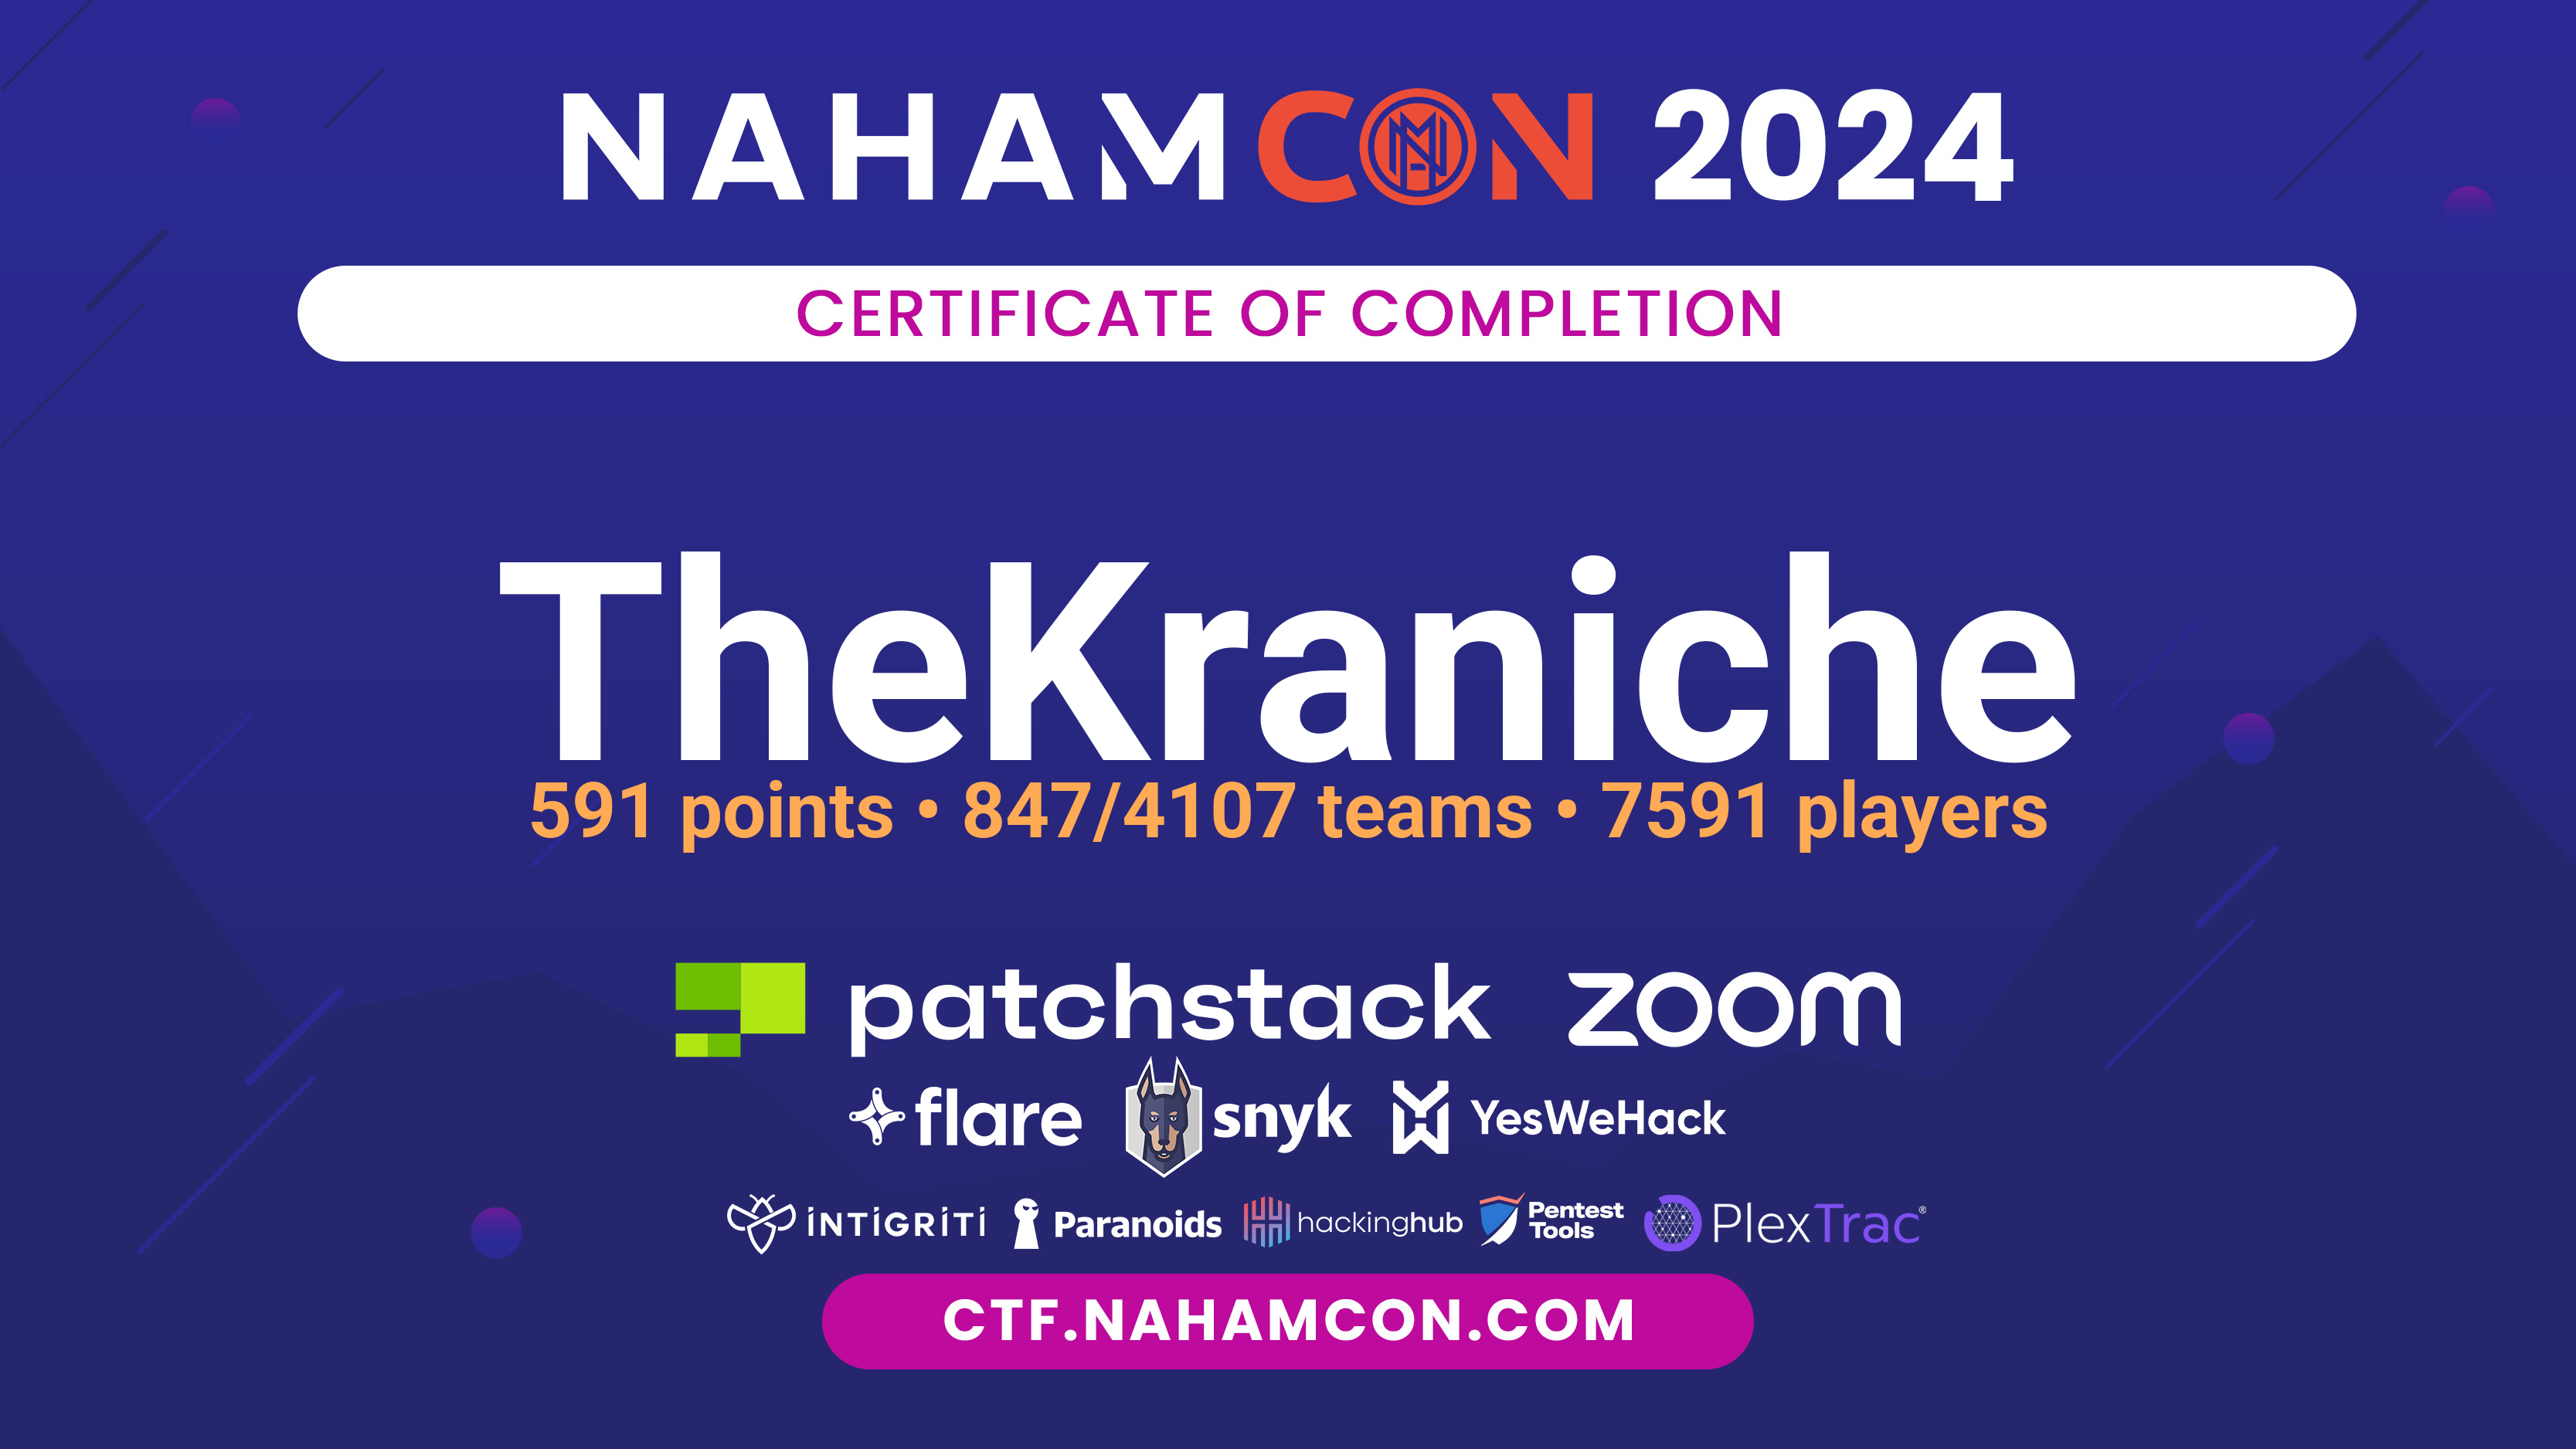 NAHAMCON 2024
CERTIFICATE OF COMPLETION
TheKraniche
591 points • 847/4107 teams • 7591 players
patchstack zoom
flare snyk YesWeHack
INTIGRITI Paranoids hackinghub Pentest Tools PlexTrac®
CTF.NAHAMCON.COM